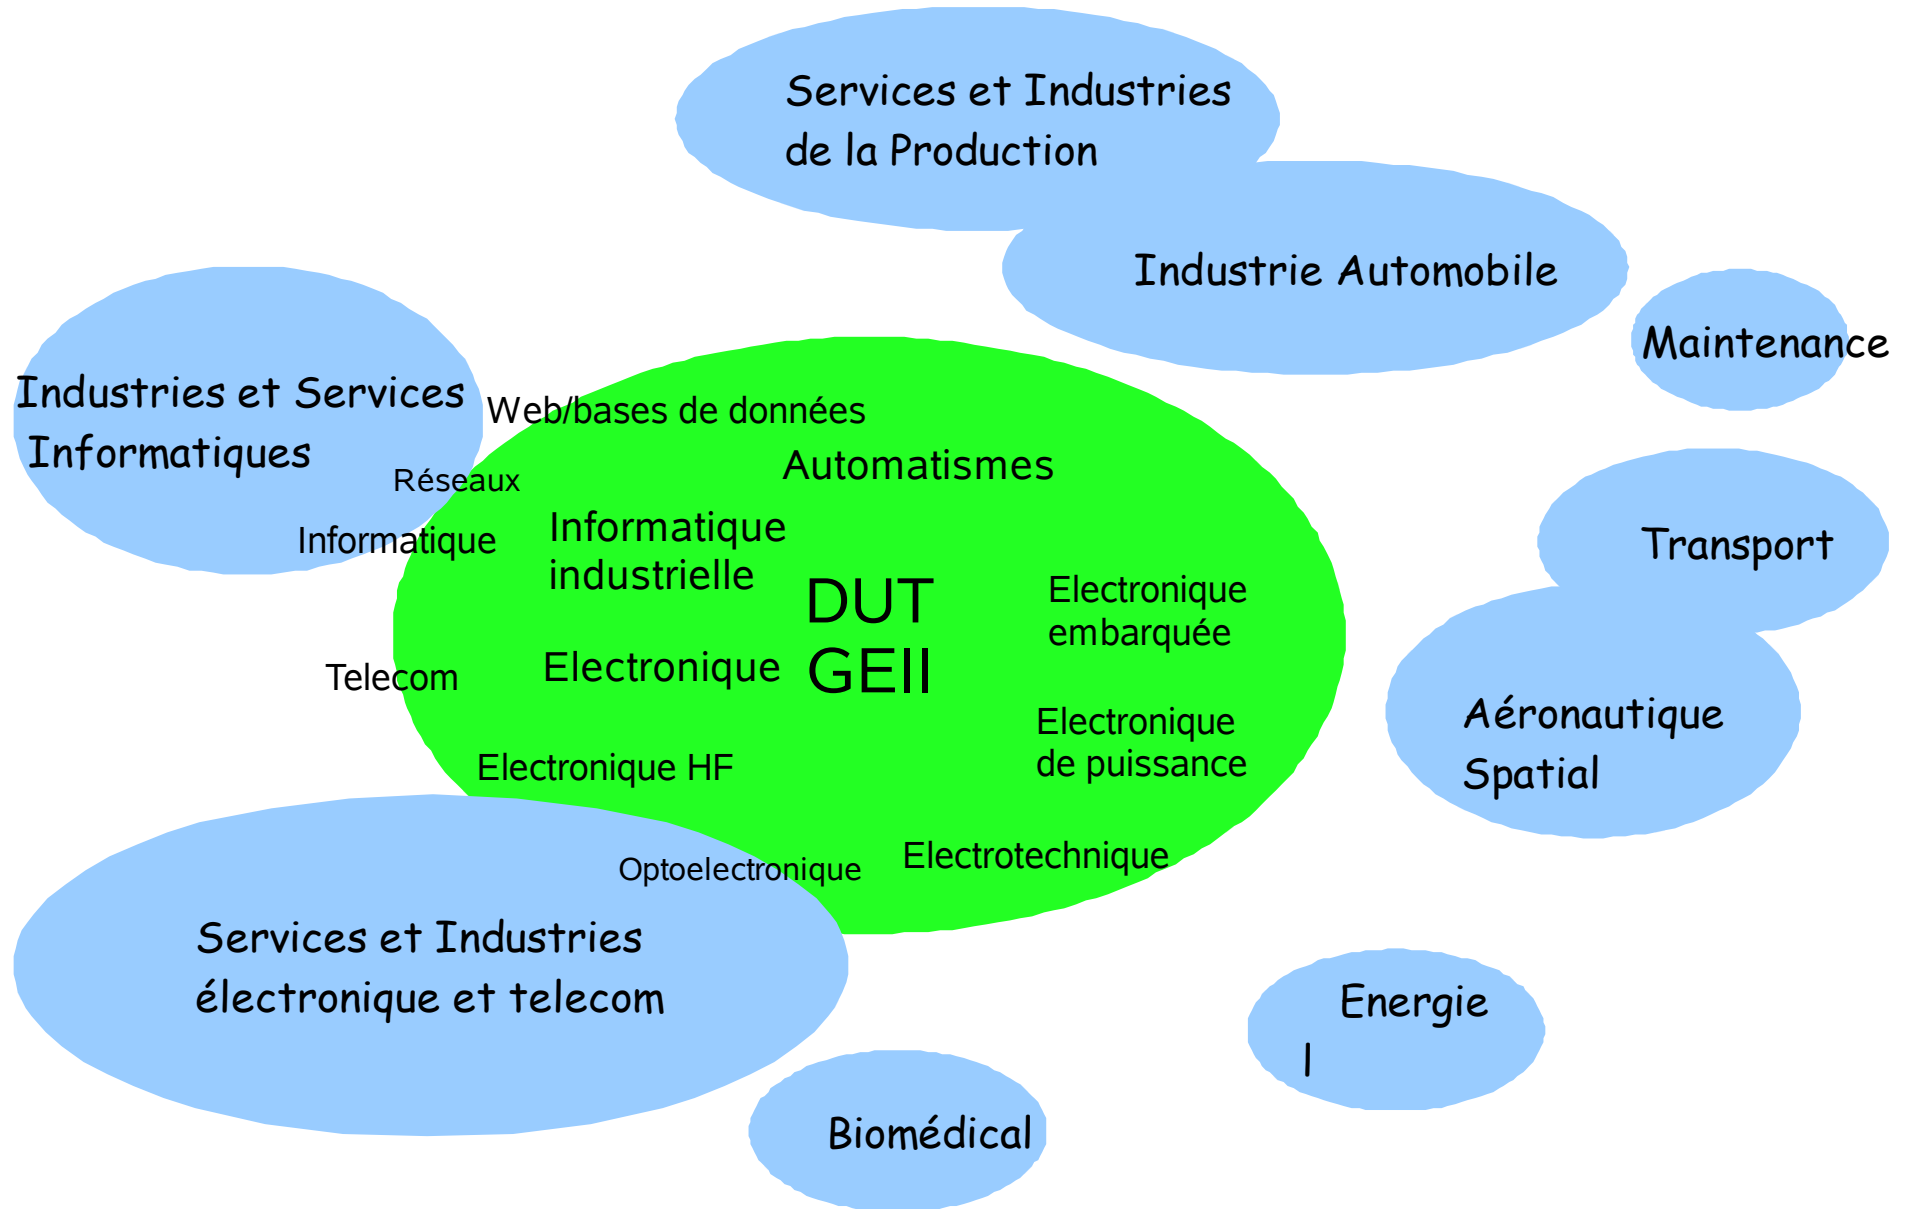 Services et Industries
de la Production
Industrie Automobile
Maintenance
Industries et Services
Informatiques
Web/bases de données
Réseaux
Automatismes
Informatique
Informatique
industrielle
Transport
DUT
GEII
Electronique
embarquée
Telecom
Electronique
Electronique
de puissance
Aéronautique
Spatial
Electronique HF
Optoelectronique
Electrotechnique
Services et Industries
électronique et telecom
Energie
l
Biomédical